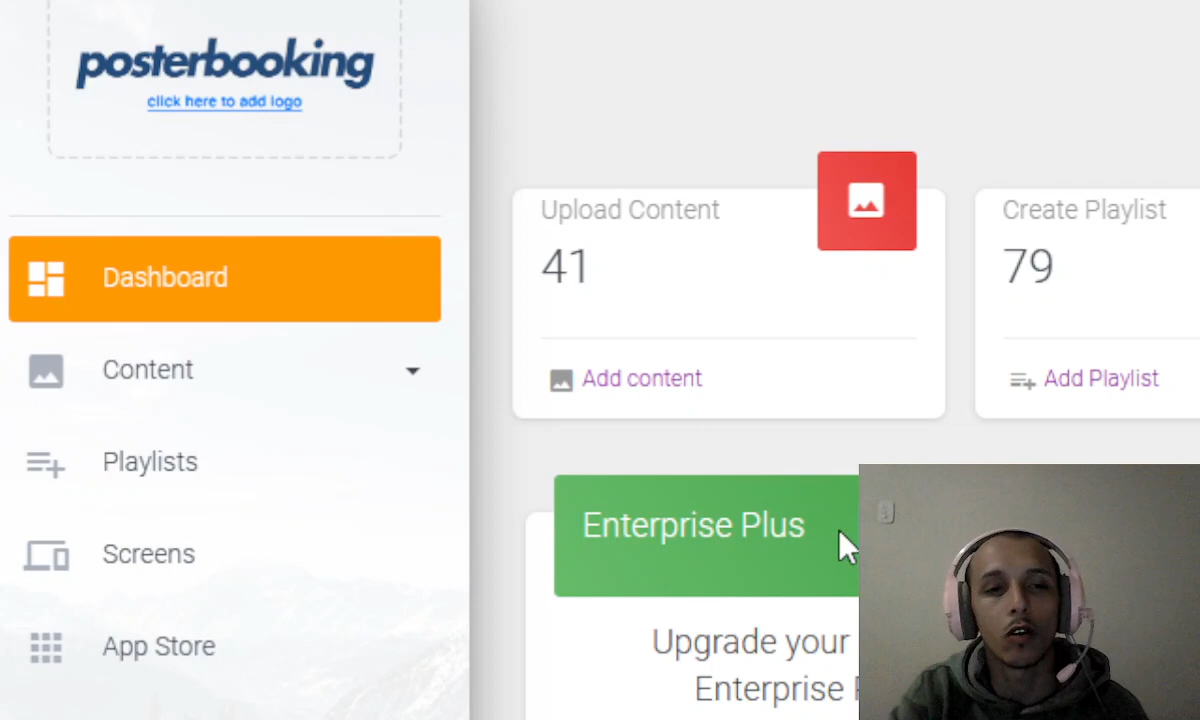 posterbooking
click here to add logo
Dashboard
Content
Playlists
Screens
App Store
Upload Content
41
Add content
Create Playlist
79
Add Playlist
Enterprise Plus
Upgrade your
Enterprise